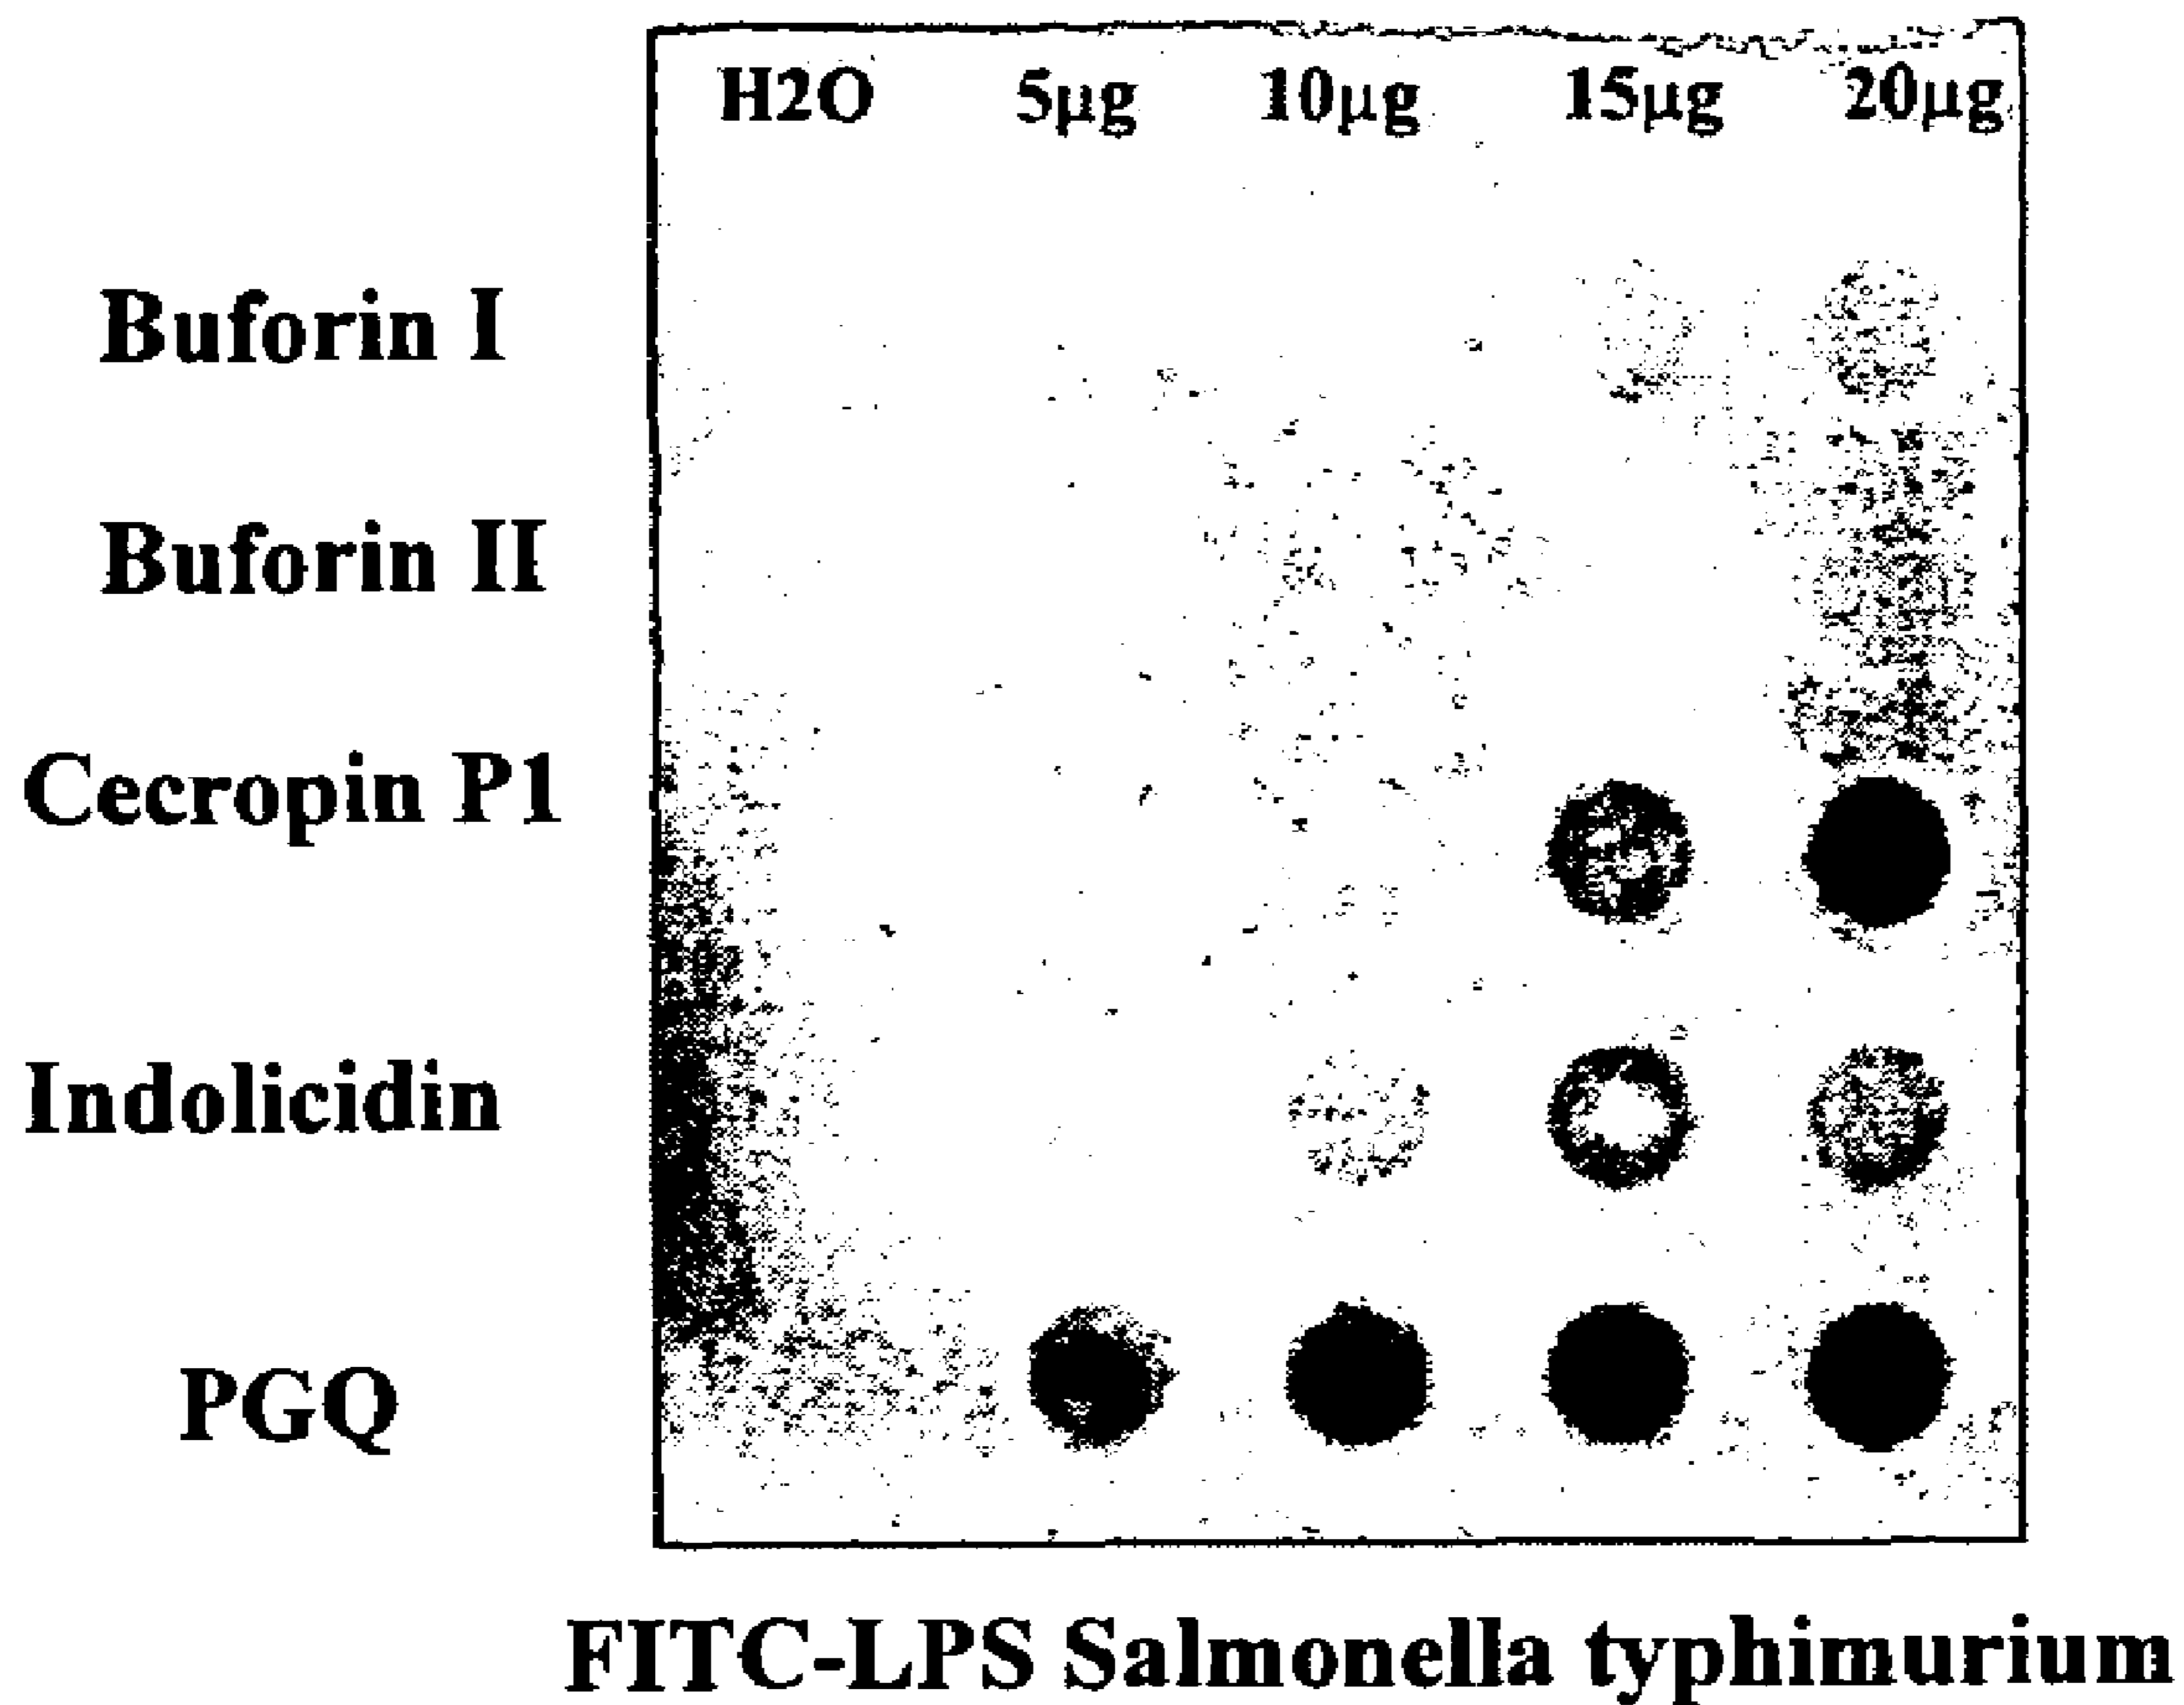 H2O 5µg 10µg 15µg 20µg
Buforin I
Buforin II
Cecropin P1
Indolicidin
PGQ
FITC-LPS Salmonella typhimurium